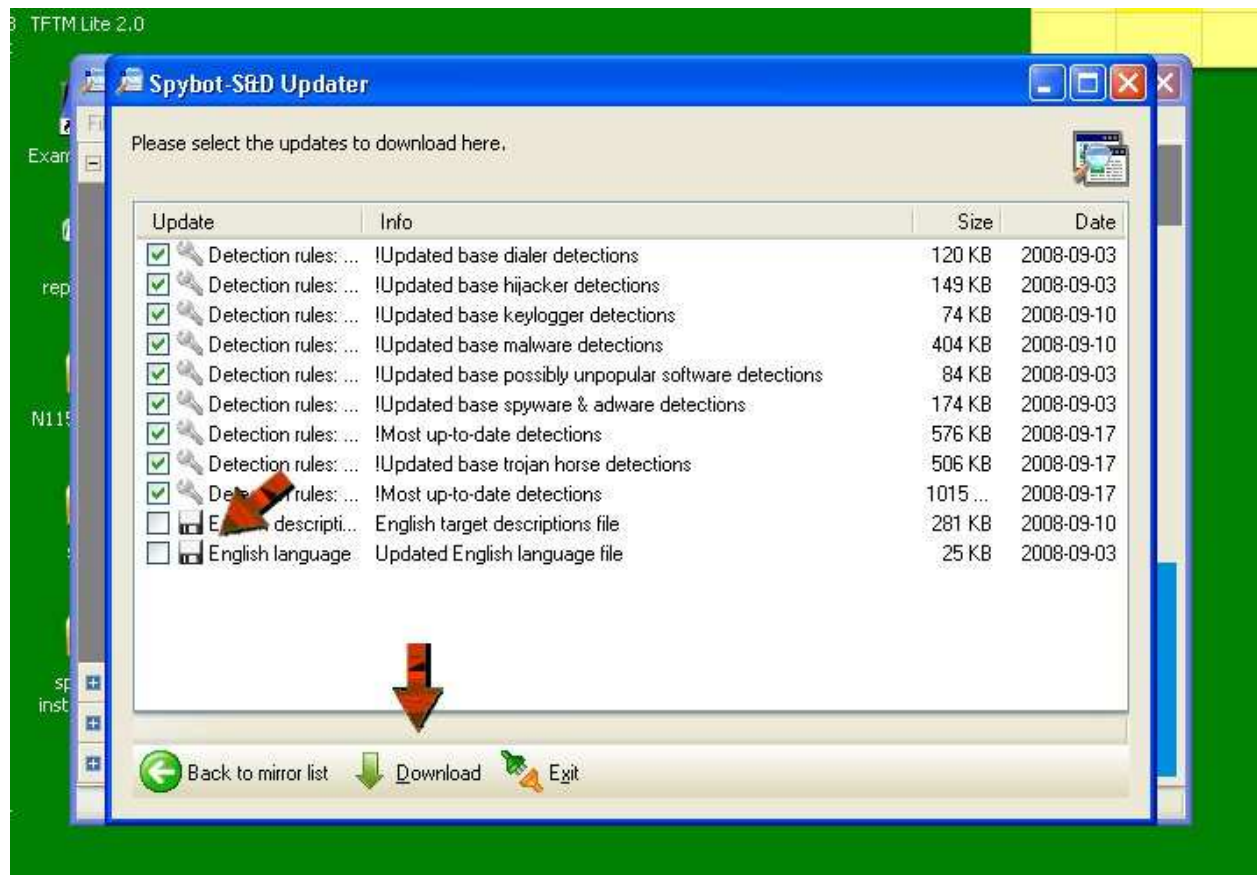 TFTM Lite 2.0
Spybot-S&D Updater
Please select the updates to download here.
Update Info Size Date
Detection rules: ... !Updated base dialer detections 120 KB 2008-09-03
Detection rules: ... !Updated base hijacker detections 149 KB 2008-09-03
Detection rules: ... !Updated base keylogger detections 74 KB 2008-09-10
Detection rules: ... !Updated base malware detections 404 KB 2008-09-10
Detection rules: ... !Updated base possibly unpopular software detections 84 KB 2008-09-03
Detection rules: ... !Updated base spyware & adware detections 174 KB 2008-09-03
Detection rules: ... !Most up-to-date detections 576 KB 2008-09-17
Detection rules: ... !Updated base trojan horse detections 506 KB 2008-09-17
rules: ... !Most up-to-date detections 1015 ... 2008-09-17
descripti... English target descriptions file 281 KB 2008-09-10
English language Updated English language file 25 KB 2008-09-03
Back to mirror list Download Exit
Exam
rep
N115
sp
inst